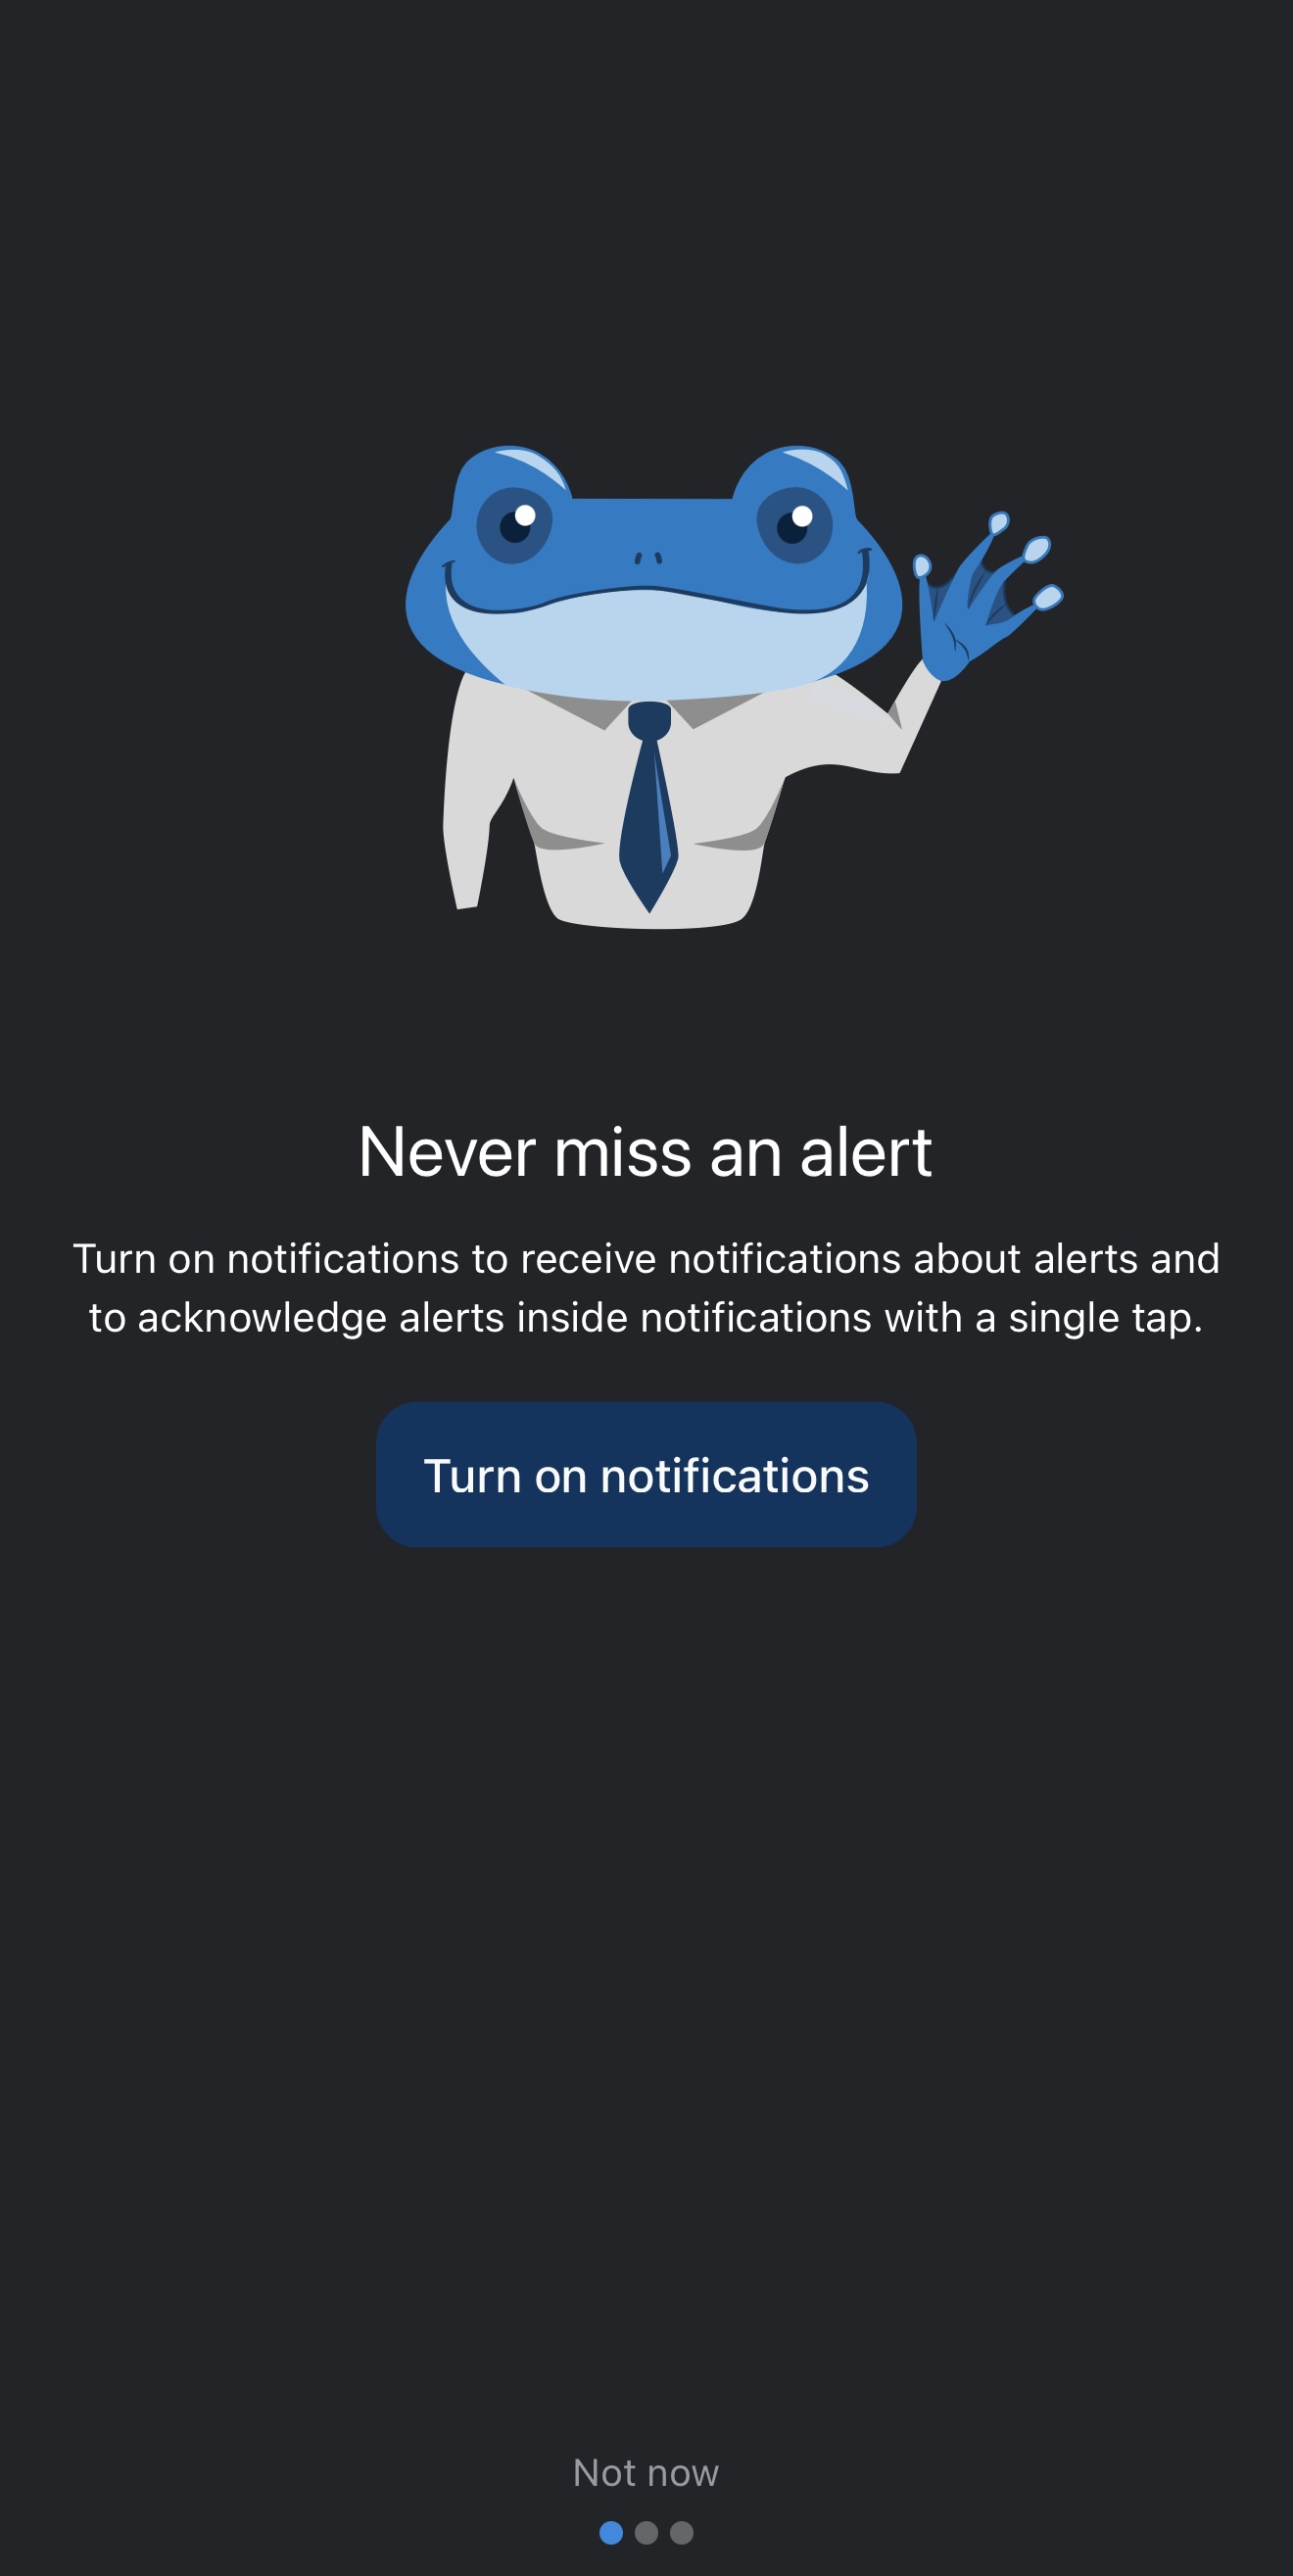 Never miss an alert
Turn on notifications to receive notifications about alerts and
to acknowledge alerts inside notifications with a single tap.
Turn on notifications
Not now